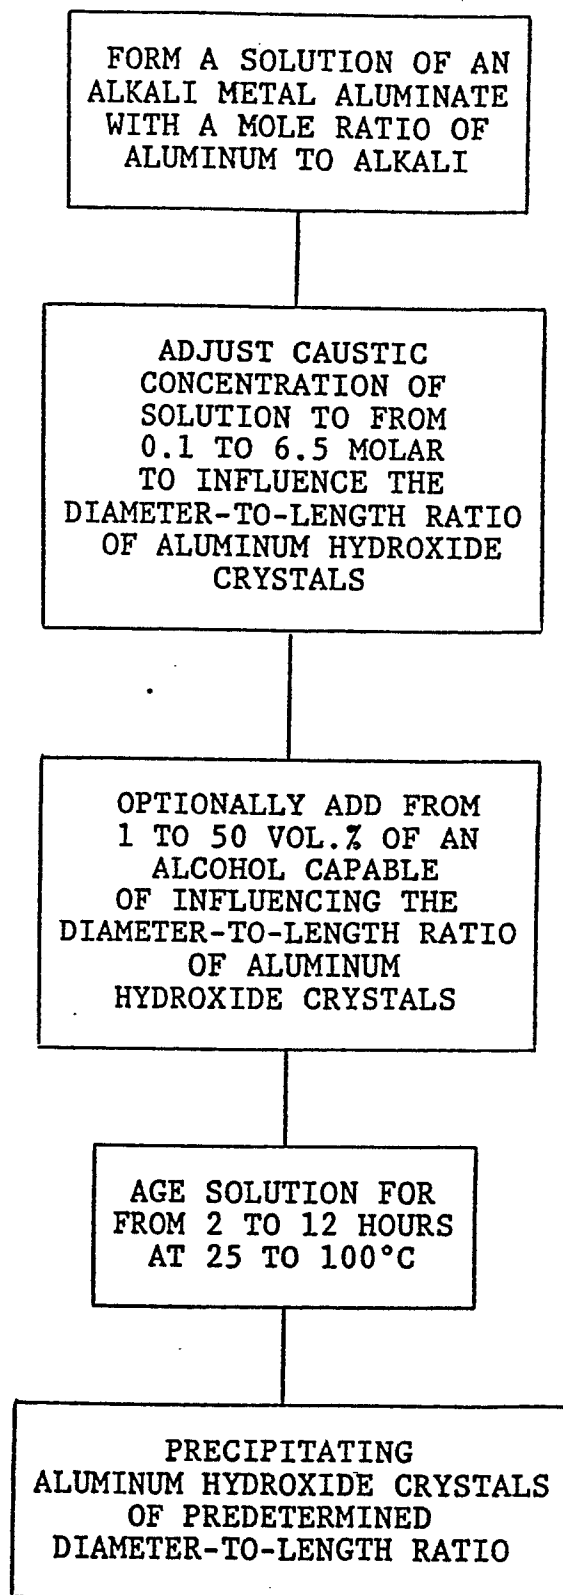 FORM A SOLUTION OF AN
ALKALI METAL ALUMINATE
WITH A MOLE RATIO OF
ALUMINUM TO ALKALI
ADJUST CAUSTIC
CONCENTRATION OF
SOLUTION TO FROM
0.1 TO 6.5 MOLAR
TO INFLUENCE THE
DIAMETER-TO-LENGTH RATIO
OF ALUMINUM HYDROXIDE
CRYSTALS
OPTIONALLY ADD FROM
1 TO 50 VOL.% OF AN
ALCOHOL CAPABLE
OF INFLUENCING THE
DIAMETER-TO-LENGTH RATIO
OF ALUMINUM
HYDROXIDE CRYSTALS
AGE SOLUTION FOR
FROM 2 TO 12 HOURS
AT 25 TO 100°C
PRECIPITATING
ALUMINUM HYDROXIDE CRYSTALS
OF PREDETERMINED
DIAMETER-TO-LENGTH RATIO